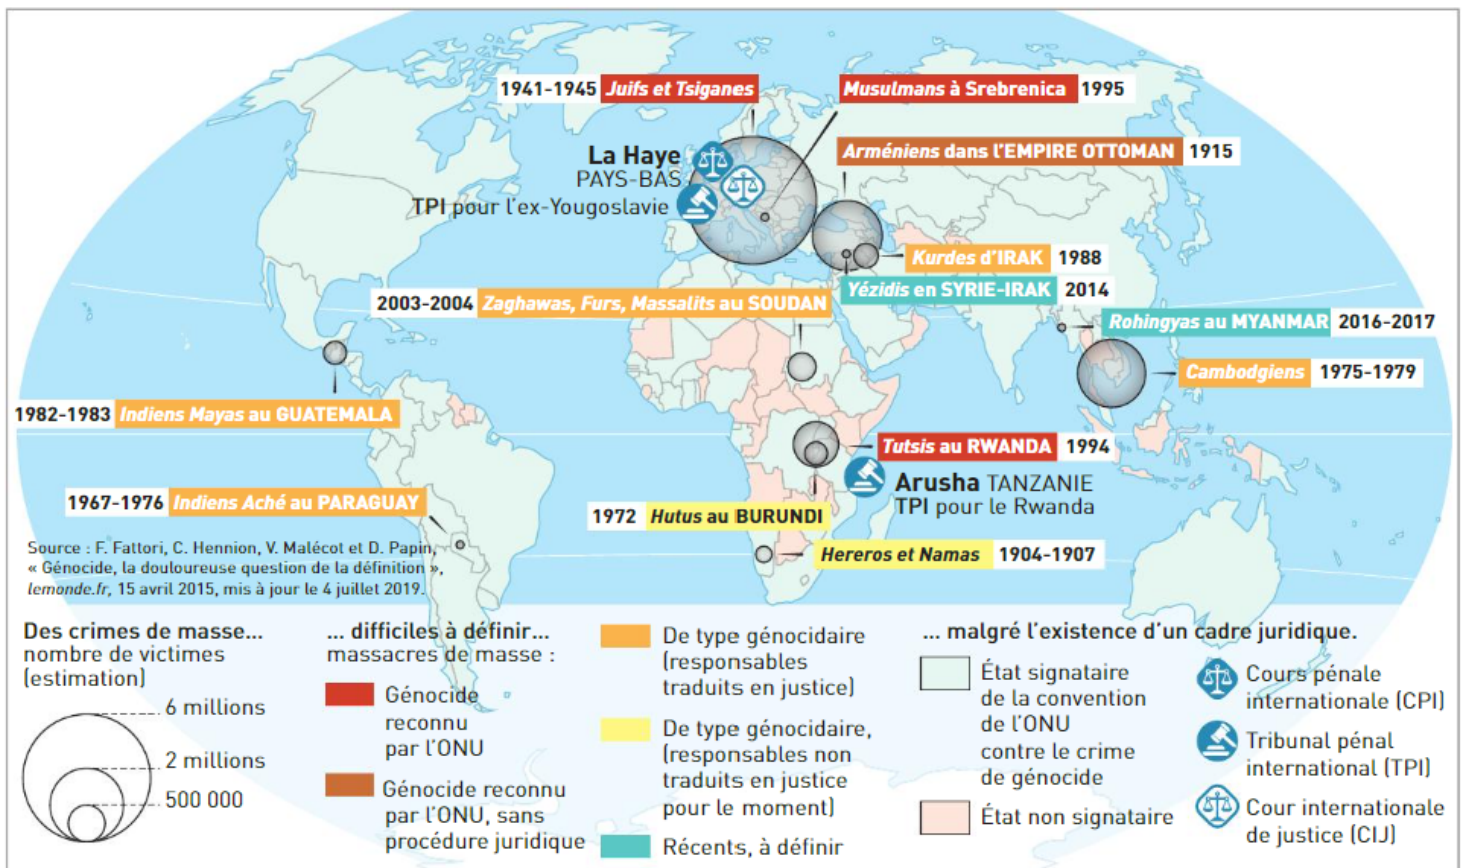 1941-1945 Juifs et Tsiganes
Musulmans à Srebrenica 1995
La Haye
PAYS-BAS
TPI pour l'ex-Yougoslavie
Arméniens dans l'EMPIRE OTTOMAN 1915
Kurdes d'IRAK 1988
Yézidis en SYRIE-IRAK 2014
2003-2004 Zaghawas, Furs, Massalits au SOUDAN
Rohingyas au MYANMAR 2016-2017
Cambodgiens 1975-1979
1982-1983 Indiens Mayas au GUATEMALA
Tutsis au RWANDA 1994
Arusha TANZANIE
TPI pour le Rwanda
1967-1976 Indiens Aché au PARAGUAY
1972 Hutus au BURUNDI
Hereros et Namas 1904-1907
Source : F. Fattori, C. Hennion, V. Malécot et D. Papin,
« Génocide, la douloureuse question de la définition »,
lemonde.fr, 15 avril 2015, mis à jour le 4 juillet 2019.
Des crimes de masse...
nombre de victimes
(estimation)
6 millions
2 millions
500 000
... difficiles à définir...
massacres de masse :
Génocide
reconnu
par l'ONU
Génocide reconnu
par l'ONU, sans
procédure juridique
De type génocidaire
(responsables
traduits en justice)
De type génocidaire,
(responsables non
traduits en justice
pour le moment)
Récents, à définir
... malgré l'existence d'un cadre juridique.
État signataire
de la convention
de l'ONU
contre le crime
de génocide
État non signataire
Cours pénale
internationale (CPI)
Tribunal pénal
international (TPI)
Cour internationale
de justice (CIJ)